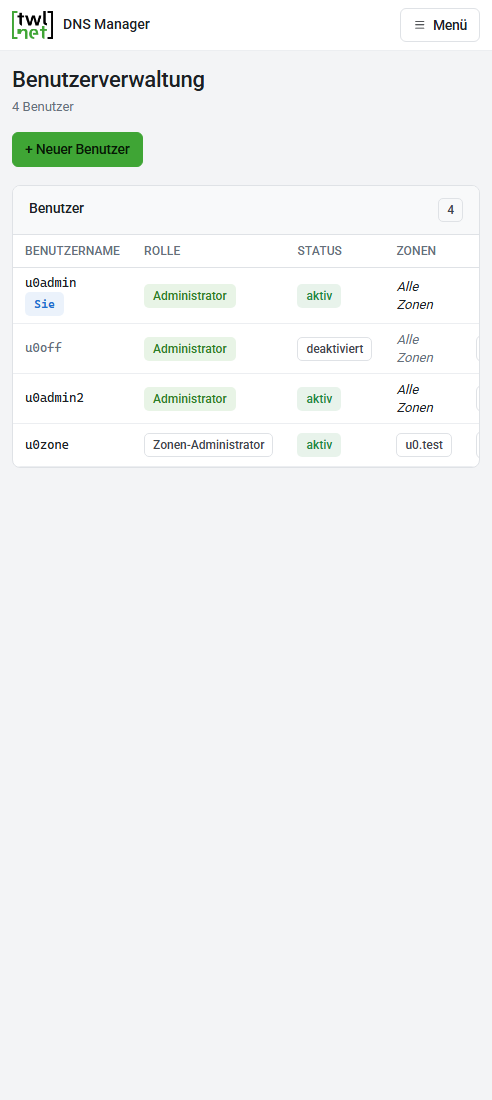 twl
net
DNS Manager
☰ Menü
Benutzerverwaltung
4 Benutzer
+ Neuer Benutzer
Benutzer
4
BENUTZERNAME ROLLE STATUS ZONEN
u0admin
Sie
Administrator
aktiv
Alle
Zonen
u0off
Administrator
deaktiviert
Alle
Zonen
u0admin2
Administrator
aktiv
Alle
Zonen
u0zone
Zonen-Administrator
aktiv
u0.test